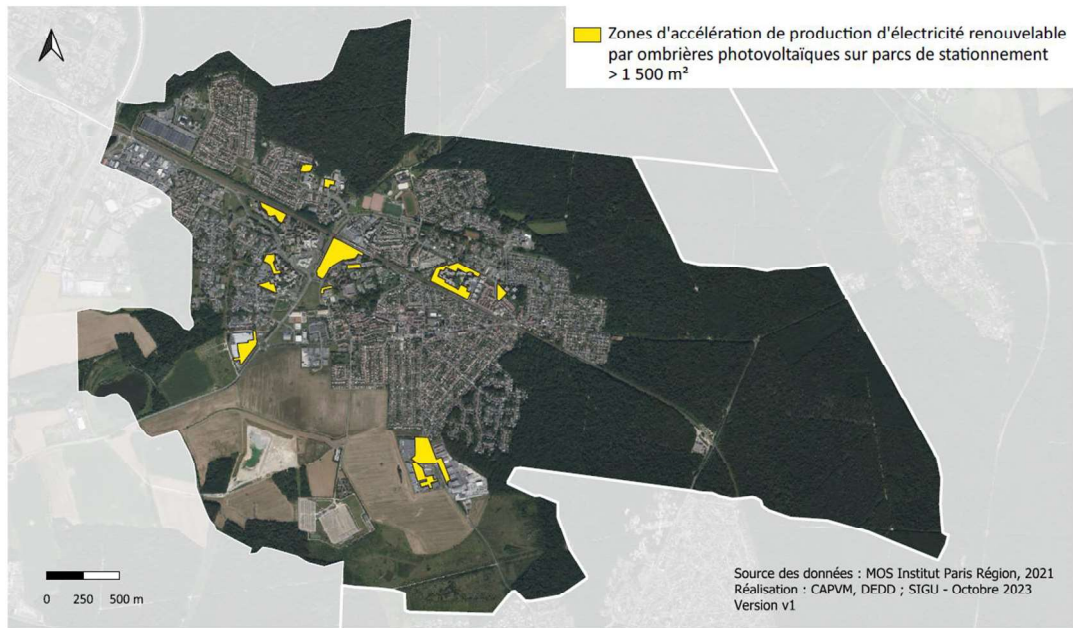 Zones d'accélération de production d'électricité renouvelable
par ombrières photovoltaïques sur parcs de stationnement
> 1 500 m²
0 250 500 m
Source des données : MOS Institut Paris Région, 2021
Réalisation : CAPVM, DEDD ; SIGU - Octobre 2023
Version v1